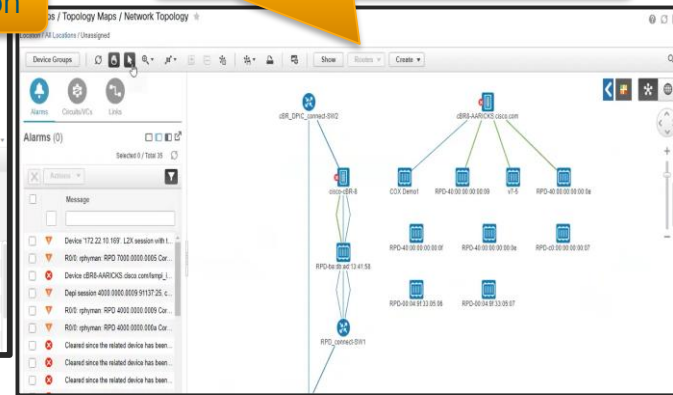 on
ps / Topology Maps / Network Topology
Location / All Locations / Unassigned
Device Groups
Show
Routes
Create
Alarms
Circuits/VCs
Links
Alarms (0)
Selected 0 / Total 35
Actions
Message
Device '172.22.10.169'. L2X session with t...
R0/0: rphyman: RPD 7000.0000.0005 Cor...
Device cBR8-AARICKS.cisco.com/lampl_i...
Depi session 4000.0000.0009:91137:25, c...
R0/0: rphyman: RPD 4000.0000.0009 Cor...
R0/0: rphyman: RPD 4000.0000.000a Cor...
Cleared since the related device has been...
Cleared since the related device has been...
Cleared since the related device has been...
cBR_DPIC_connect-SW2
cBR8-AARICKS.cisco.com
cisco-cBR-8
COX Demo1
RPD-40:00:00:00:00:09
v7-5
RPD-40:00:00:00:00:0a
RPD-40:00:00:00:00:0f
RPD-40:00:00:00:00:0e
RPD-c0:00:00:00:00:07
RPD-be:db:ad:13:41:58
RPD-00:04:9f:33:05:06
RPD-00:04:9f:33:05:07
RPD_connect-SW1